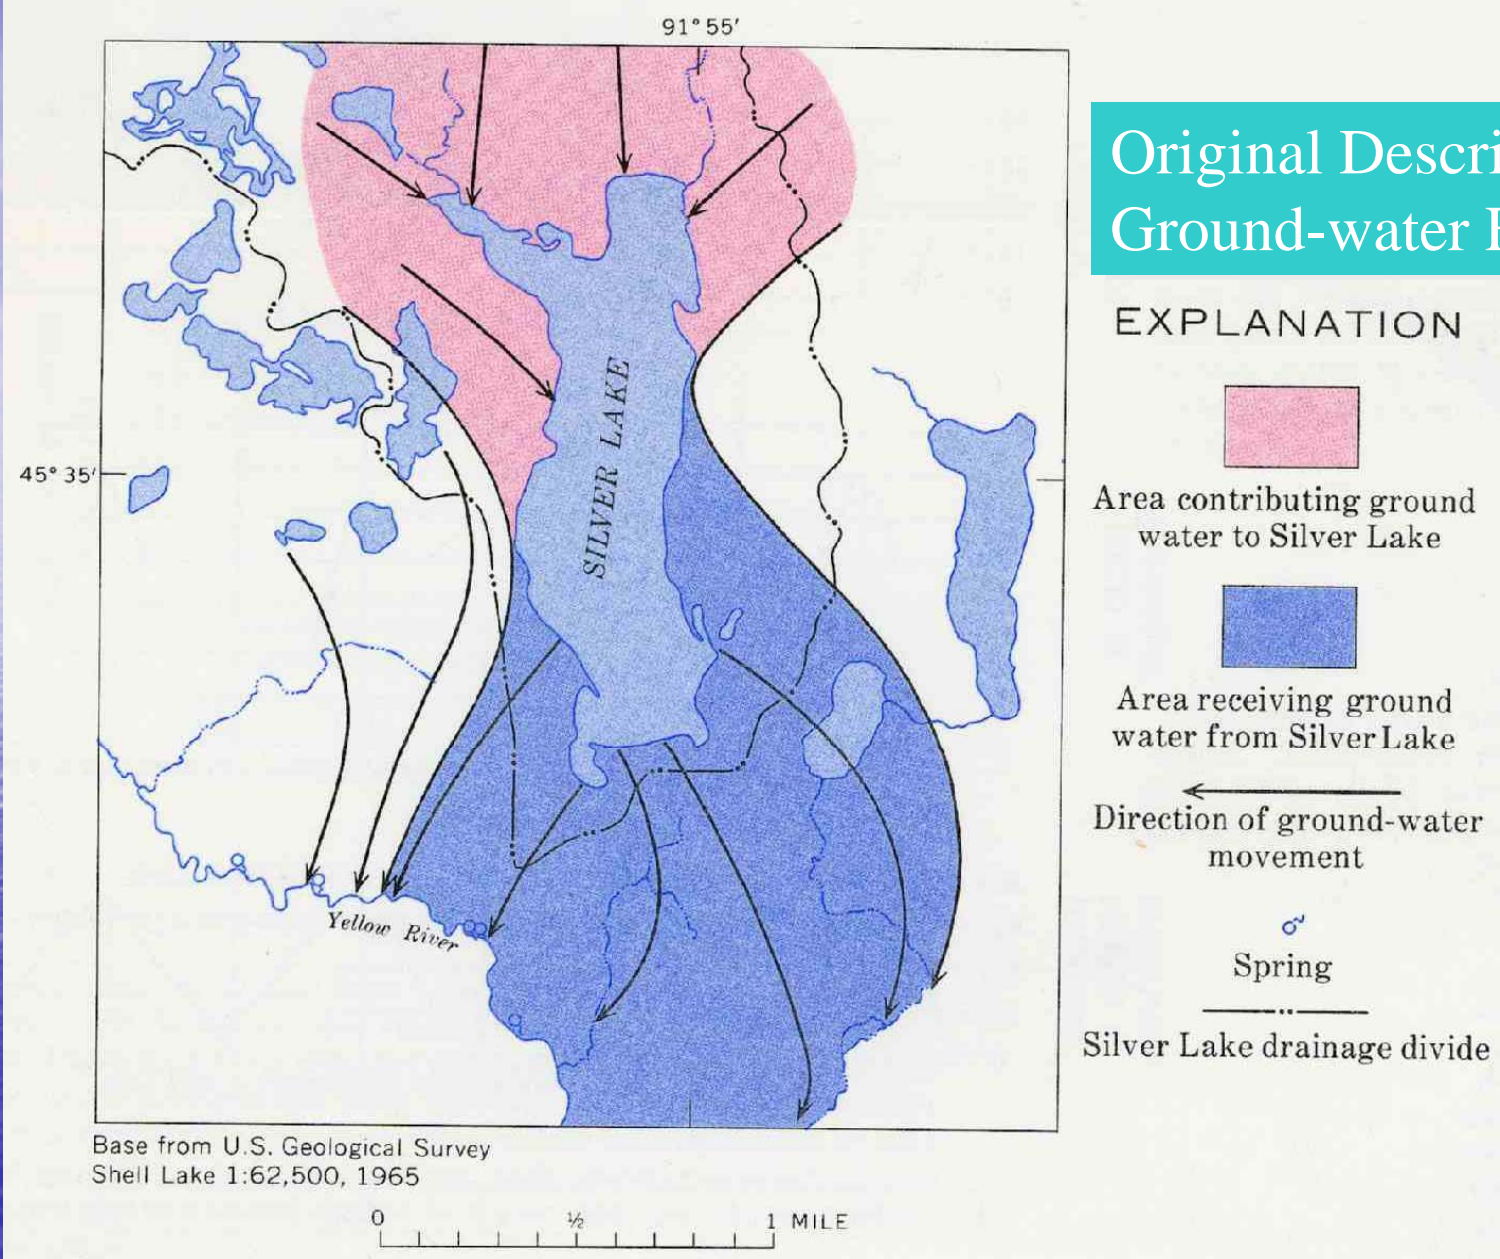 91°55′
Original Descri
Ground-water
EXPLANATION
Area contributing ground
water to Silver Lake
Area receiving ground
water from Silver Lake
Direction of ground-water
movement
Spring
Silver Lake drainage divide
45°35′
SILVER LAKE
Yellow River
Base from U.S. Geological Survey
Shell Lake 1:62,500, 1965
0 ½ 1 MILE